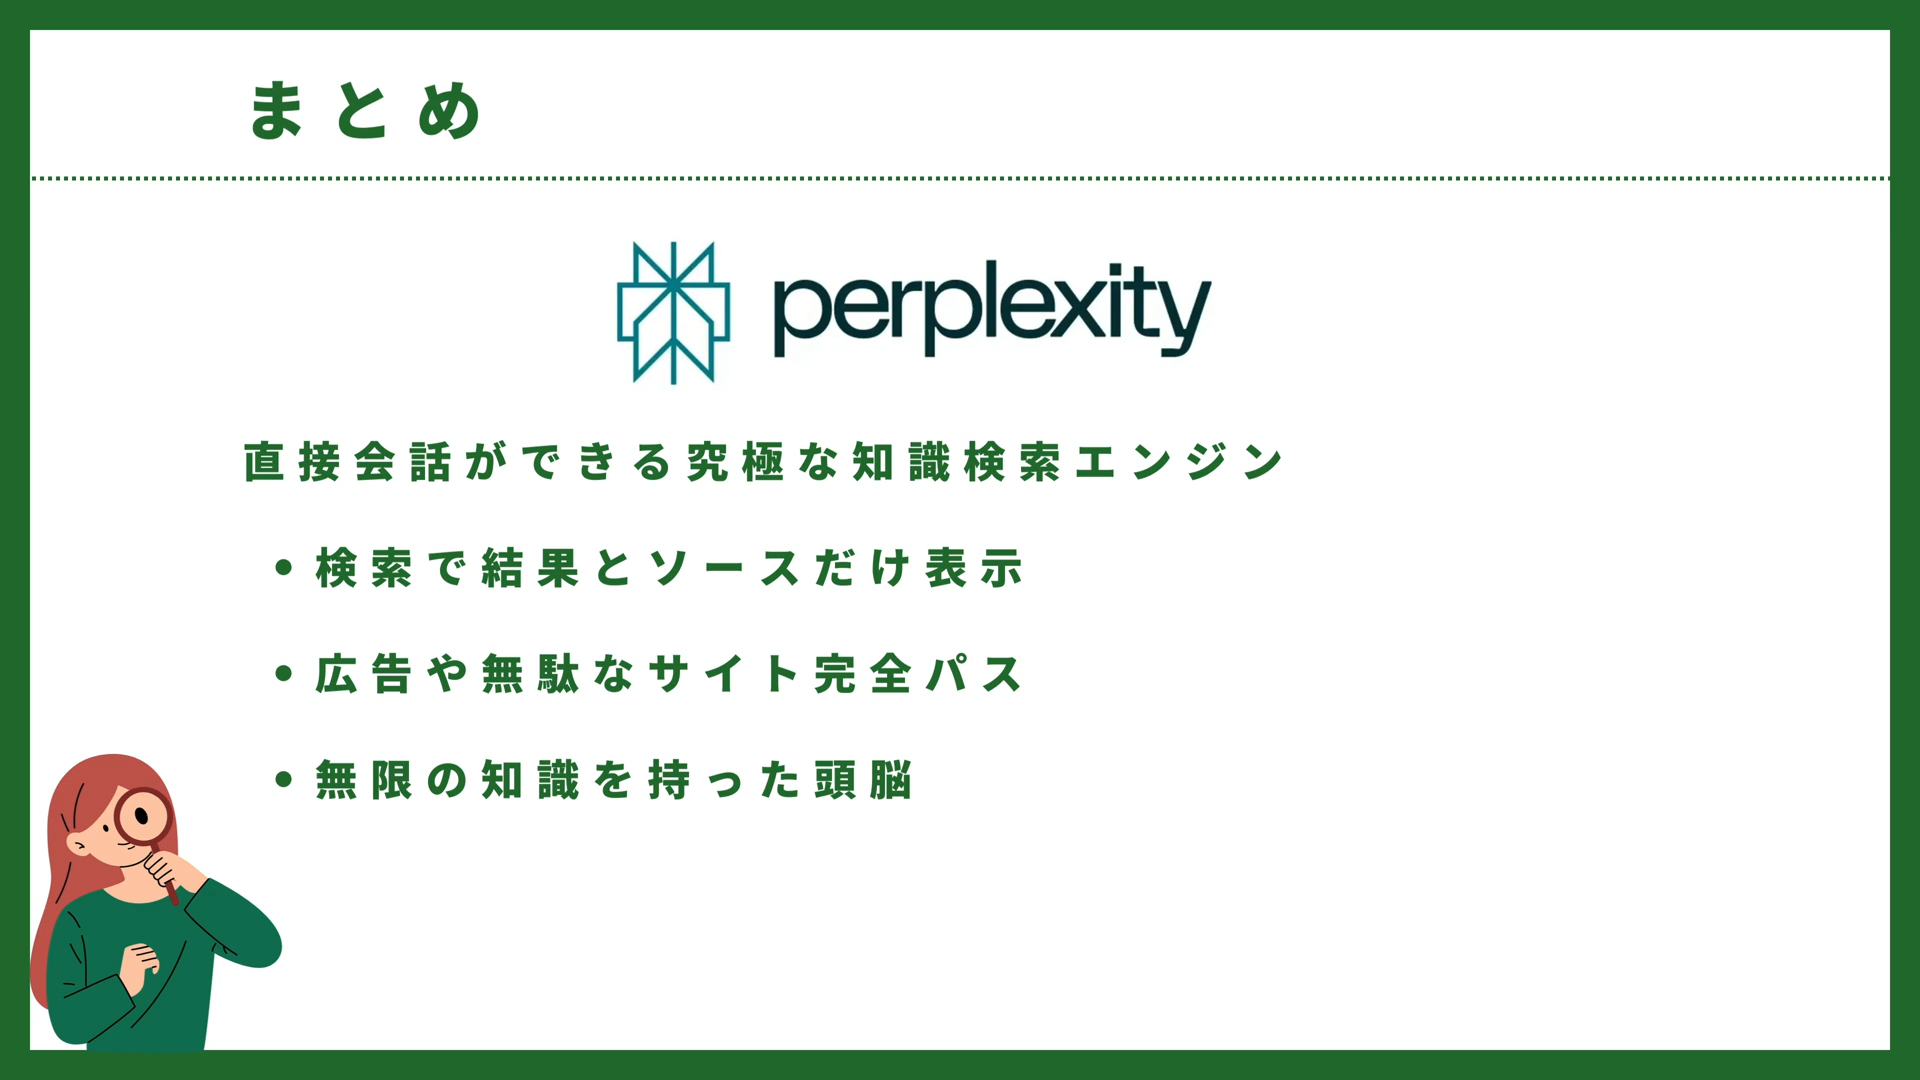 まとめ
perplexity
直接会話ができる究極な知識検索エンジン
• 検索で結果とソースだけ表示
• 広告や無駄なサイト完全パス
• 無限の知識を持った頭脳